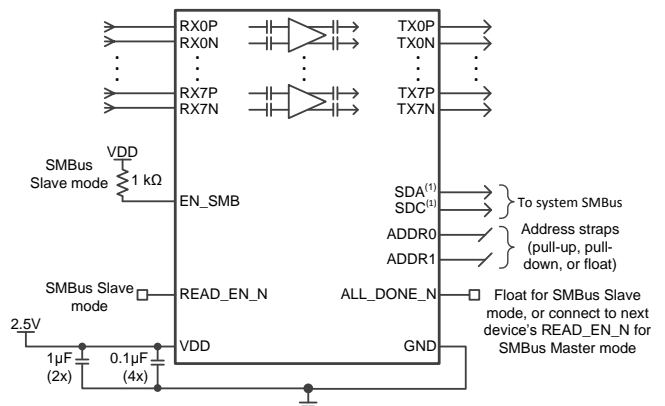 RX0P
RX0N
RX7P
RX7N
TX0P
TX0N
TX7P
TX7N
VDD
SMBus
Slave mode
1 kΩ
EN_SMB
SDA(1)
SDC(1)
To system SMBus
ADDR0
ADDR1
Address straps
(pull-up, pull-
down, or float)
SMBus Slave
mode
READ_EN_N
ALL_DONE_N
Float for SMBus Slave
mode, or connect to next
device's READ_EN_N for
SMBus Master mode
2.5V
VDD
GND
1μF
(2x)
0.1μF
(4x)